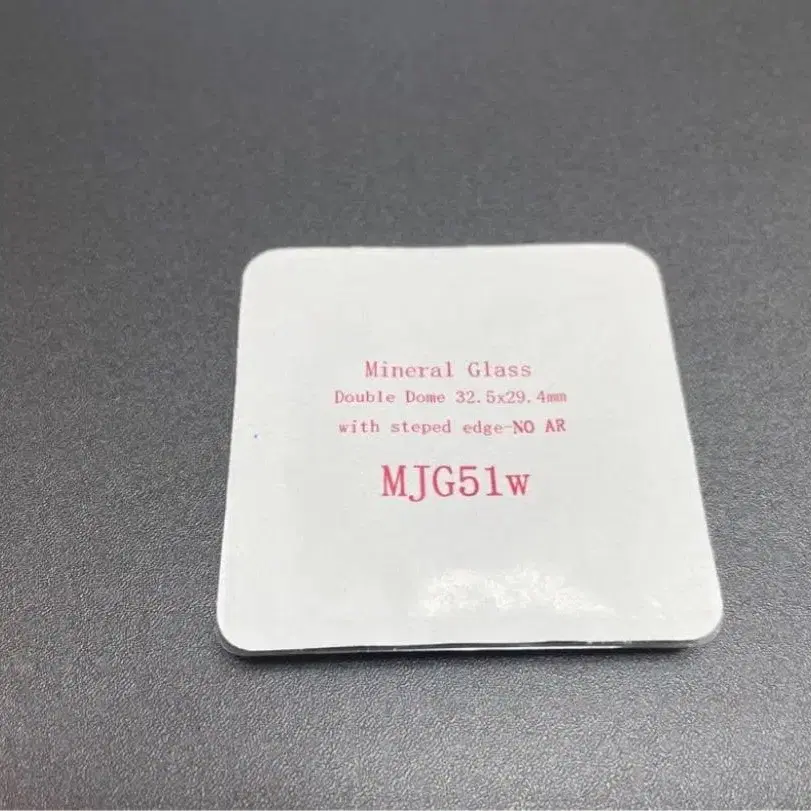 Mineral Glass
Double Dome 32.5x29.4mm
with steped edge-NO AR
MJG51w